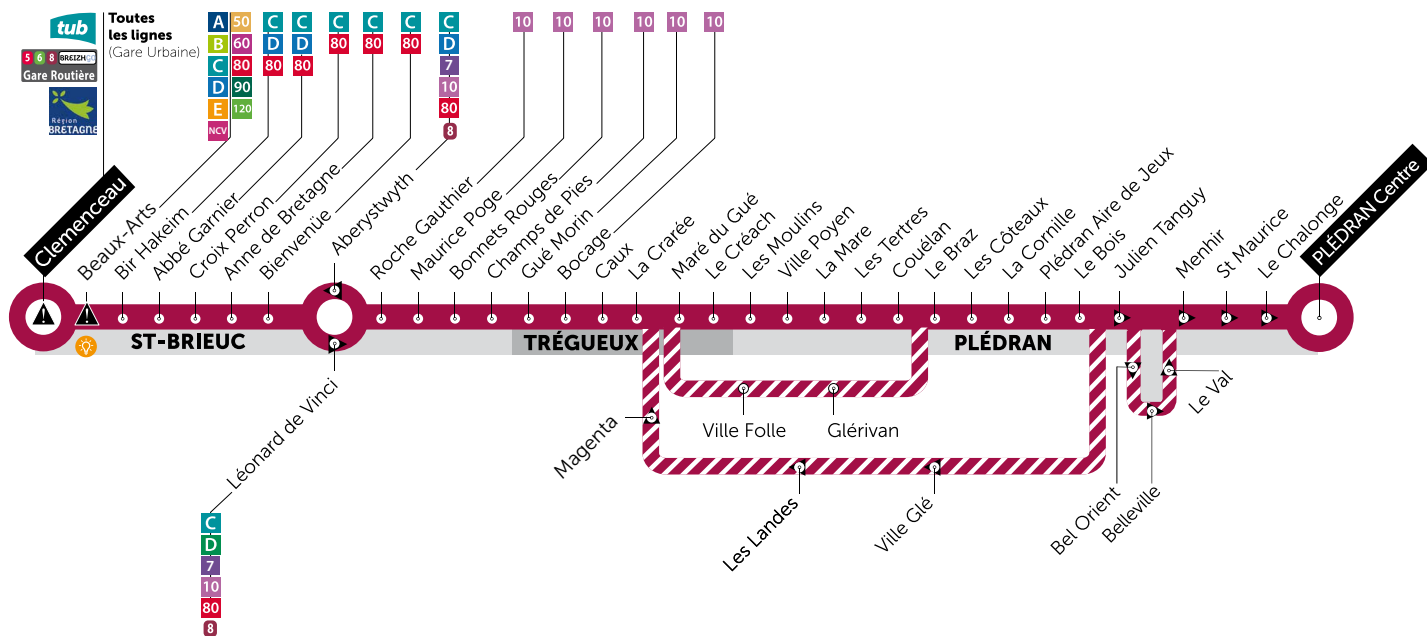 tub
Toutes
les lignes
(Gare Urbaine)
5 6 8 BREIZHGO
Gare Routière
Région
BRETAGNE
A 50
B 60
C 80
D 90
E 120
NCV
C
D
80
C
D
80
C
80
C
80
C
80
C
D
7
10
80
8
10
10
10
10
10
10
Clemenceau
Beaux-Arts
Bir Hakeim
Abbé Garnier
Croix Perron
Anne de Bretagne
Bienvenüe
Aberystwyth
Roche Gauthier
Maurice Poge
Bonnets Rouges
Champs de Pies
Gué Morin
Bocage
Caux
La Crarée
Maré du Gué
Le Créach
Les Moulins
Ville Poyen
La Mare
Les Tertres
Couélan
Le Braz
Les Côteaux
La Cornille
Plédran Aire de Jeux
Le Bois
Julien Tanguy
Menhir
St Maurice
Le Chalonge
PLÉDRAN Centre
ST-BRIEUC
TRÉGUEUX
PLÉDRAN
Léonard de Vinci
Magenta
Ville Folle
Glérivan
Les Landes
Ville Glé
Bel Orient
Belleville
Le Val
C
D
7
10
80
8